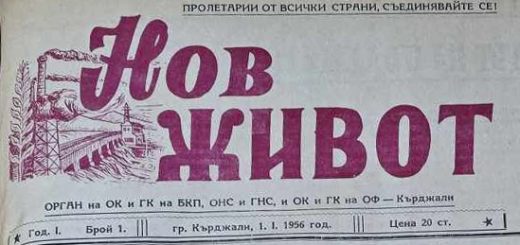 ПРОЛЕТАРИИ ОТ ВСИЧКИ СТРАНИ, СЪЕДИНЯВАЙТЕ СЕ!
Нов
ЖИВОТ
ОРГАН на ОК и ГК на БКП, ОНС и ГНС, и ОК и ГК на ОФ — Кърджали
Год. I. Брой 1. гр. Кърджали, 1. I. 1956 год. Цена 20 ст.